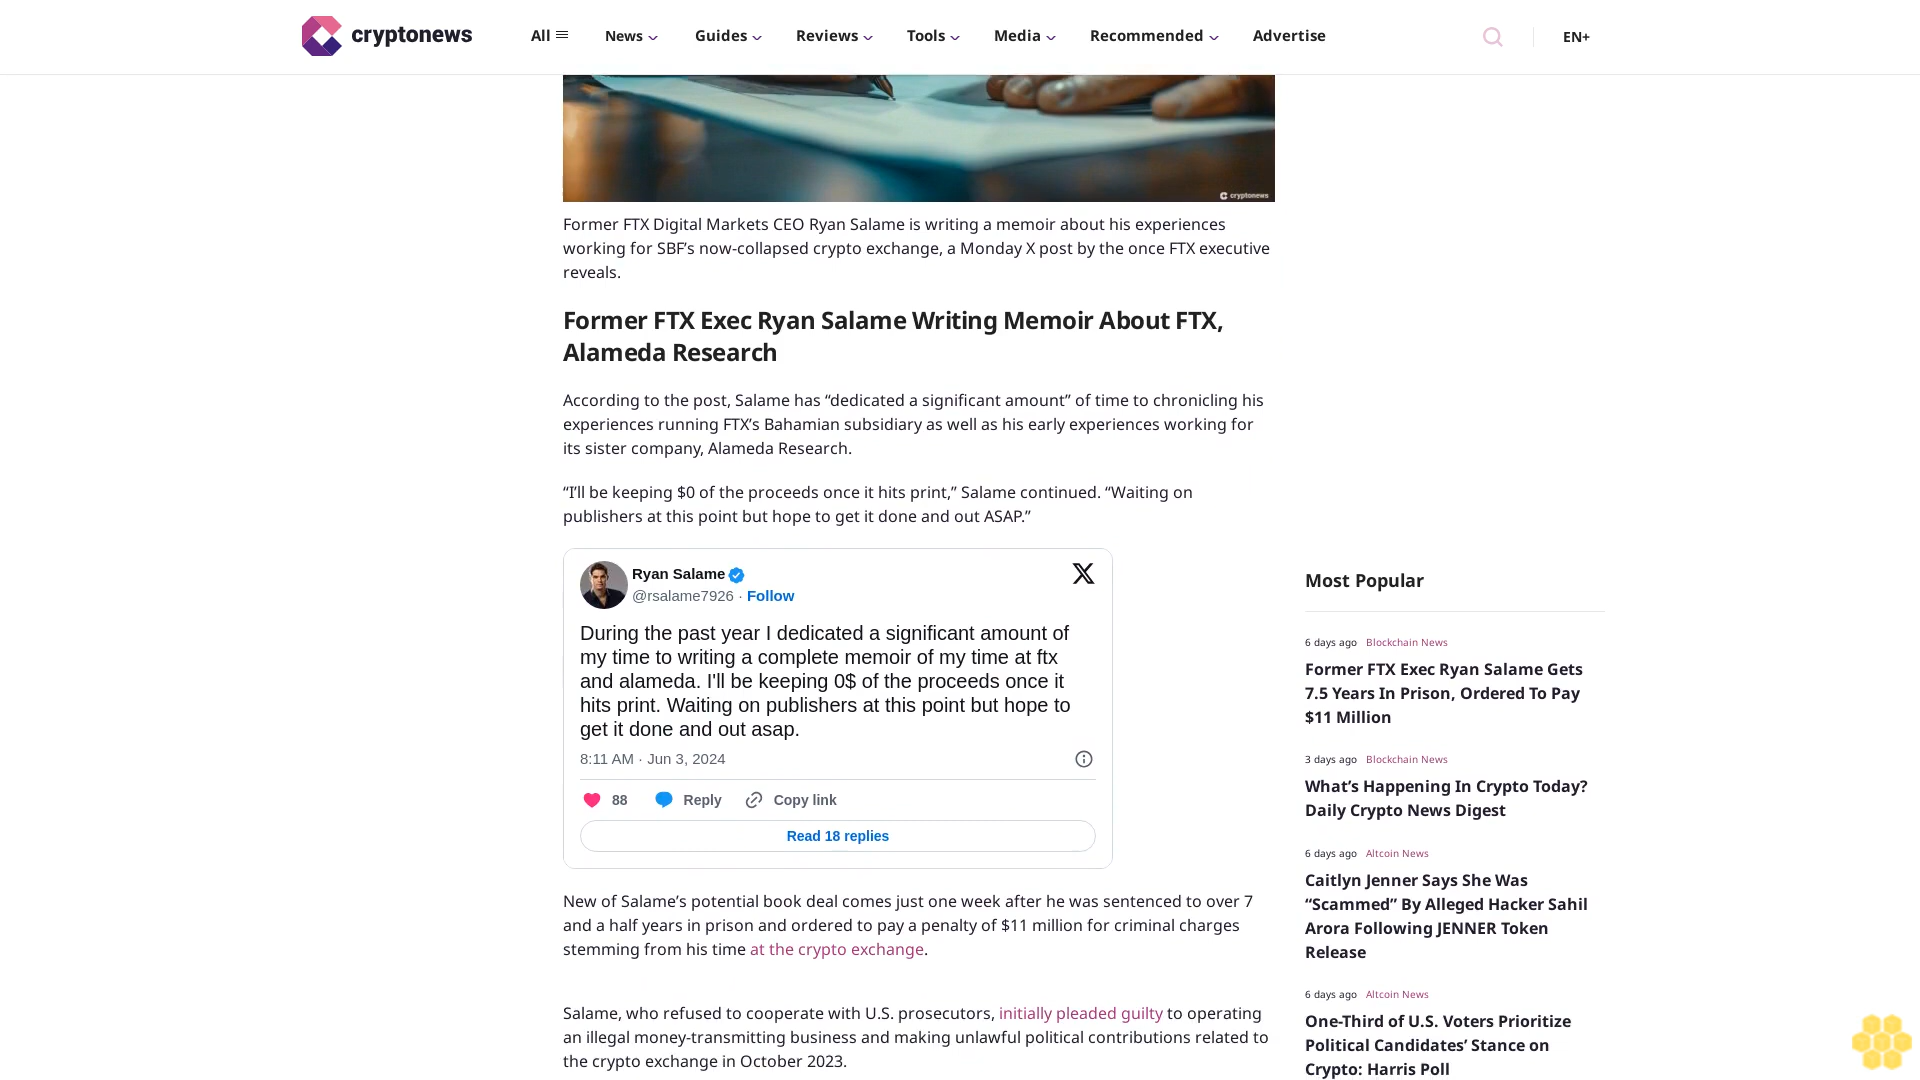 cryptonews
All
News
Guides
Reviews
Tools
Media
Recommended
Advertise
EN+
cryptonews
Former FTX Digital Markets CEO Ryan Salame is writing a memoir about his experiences
working for SBF’s now-collapsed crypto exchange, a Monday X post by the once FTX executive
reveals.
Former FTX Exec Ryan Salame Writing Memoir About FTX,
Alameda Research
According to the post, Salame has “dedicated a significant amount” of time to chronicling his
experiences running FTX’s Bahamian subsidiary as well as his early experiences working for
its sister company, Alameda Research.
“I’ll be keeping $0 of the proceeds once it hits print,” Salame continued. “Waiting on
publishers at this point but hope to get it done and out ASAP.”
Ryan Salame
@rsalame7926 · Follow
During the past year I dedicated a significant amount of
my time to writing a complete memoir of my time at ftx
and alameda. I'll be keeping 0$ of the proceeds once it
hits print. Waiting on publishers at this point but hope to
get it done and out asap.
8:11 AM · Jun 3, 2024
88
Reply
Copy link
Read 18 replies
New of Salame’s potential book deal comes just one week after he was sentenced to over 7
and a half years in prison and ordered to pay a penalty of $11 million for criminal charges
stemming from his time at the crypto exchange.
Salame, who refused to cooperate with U.S. prosecutors, initially pleaded guilty to operating
an illegal money-transmitting business and making unlawful political contributions related to
the crypto exchange in October 2023.
Most Popular
6 days ago Blockchain News
Former FTX Exec Ryan Salame Gets
7.5 Years In Prison, Ordered To Pay
$11 Million
3 days ago Blockchain News
What’s Happening In Crypto Today?
Daily Crypto News Digest
6 days ago Altcoin News
Caitlyn Jenner Says She Was
“Scammed” By Alleged Hacker Sahil
Arora Following JENNER Token
Release
6 days ago Altcoin News
One-Third of U.S. Voters Prioritize
Political Candidates’ Stance on
Crypto: Harris Poll